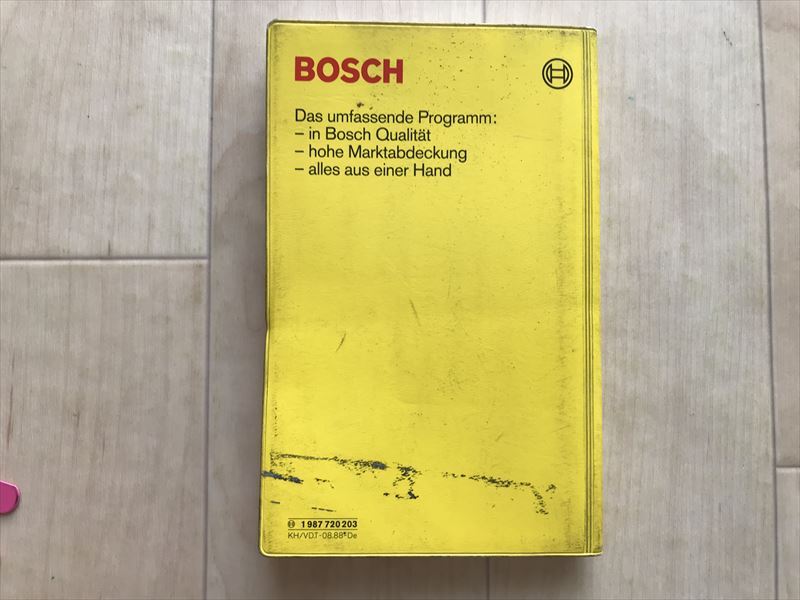 BOSCH
Das umfassende Programm:
– in Bosch Qualität
– hohe Marktabdeckung
– alles aus einer Hand
1 987 720 203
KH/VDT-08.88 De